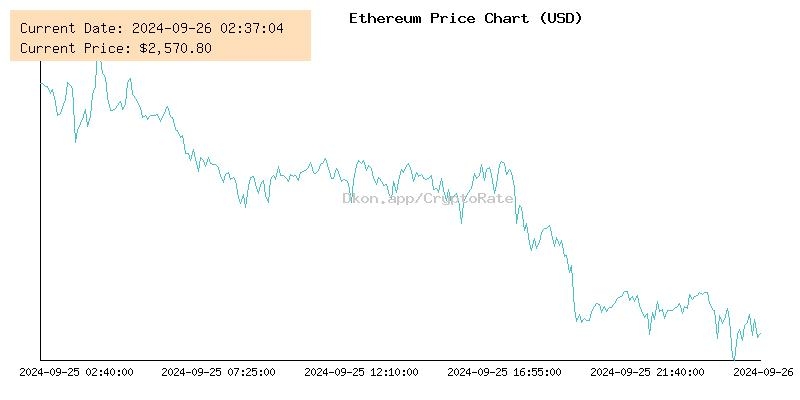 Ethereum Price Chart (USD)
Current Date: 2024-09-26 02:37:04
Current Price: $2,570.80
Dkon.app/CryptoRate
2024-09-25 02:40:00 2024-09-25 07:25:00 2024-09-25 12:10:00 2024-09-25 16:55:00 2024-09-25 21:40:00 2024-09-26